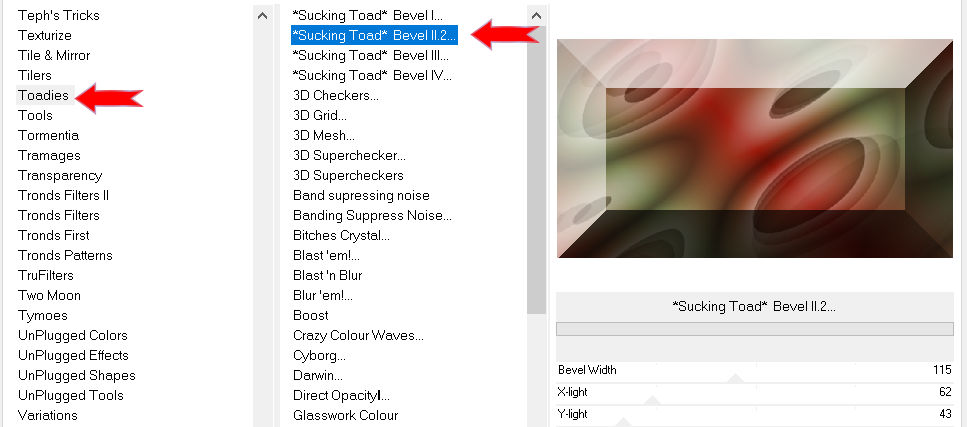 Teph's Tricks
Texturize
Tile & Mirror
Tilers
Toadies
Tools
Tormentia
Tramages
Transparency
Tronds Filters II
Tronds Filters
Tronds First
Tronds Patterns
TruFilters
Two Moon
Tymoes
UnPlugged Colors
UnPlugged Effects
UnPlugged Shapes
UnPlugged Tools
Variations
*Sucking Toad* Bevel I...
*Sucking Toad* Bevel II.2...
*Sucking Toad* Bevel III...
*Sucking Toad* Bevel IV...
3D Checkers...
3D Grid...
3D Mesh...
3D Superchecker...
3D Supercheckers
Band supressing noise
Banding Suppress Noise...
Bitches Crystal...
Blast 'em!...
Blast 'n Blur
Blur 'em!...
Boost
Crazy Colour Waves...
Cyborg...
Darwin...
Direct OpacityI...
Glasswork Colour
*Sucking Toad* Bevel II.2...
Bevel Width 115
X-light 62
Y-light 43